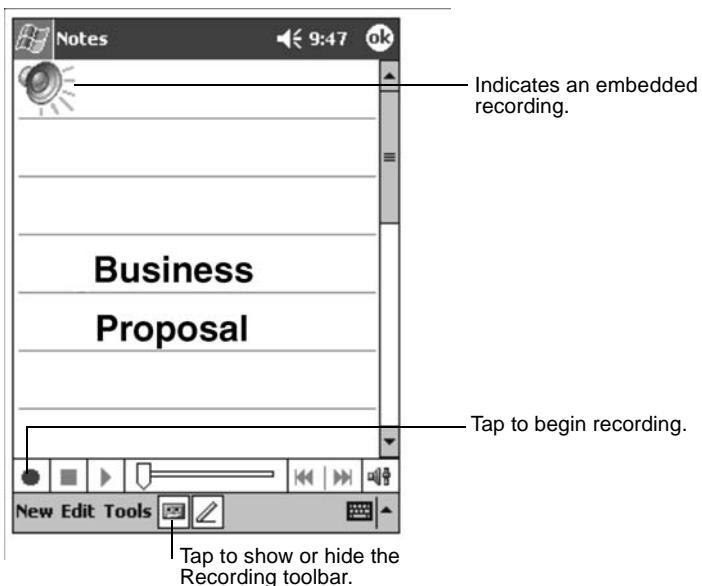 Notes 9:47 ok
Indicates an embedded
recording.
Business
Proposal
Tap to begin recording.
New Edit Tools
Tap to show or hide the
Recording toolbar.